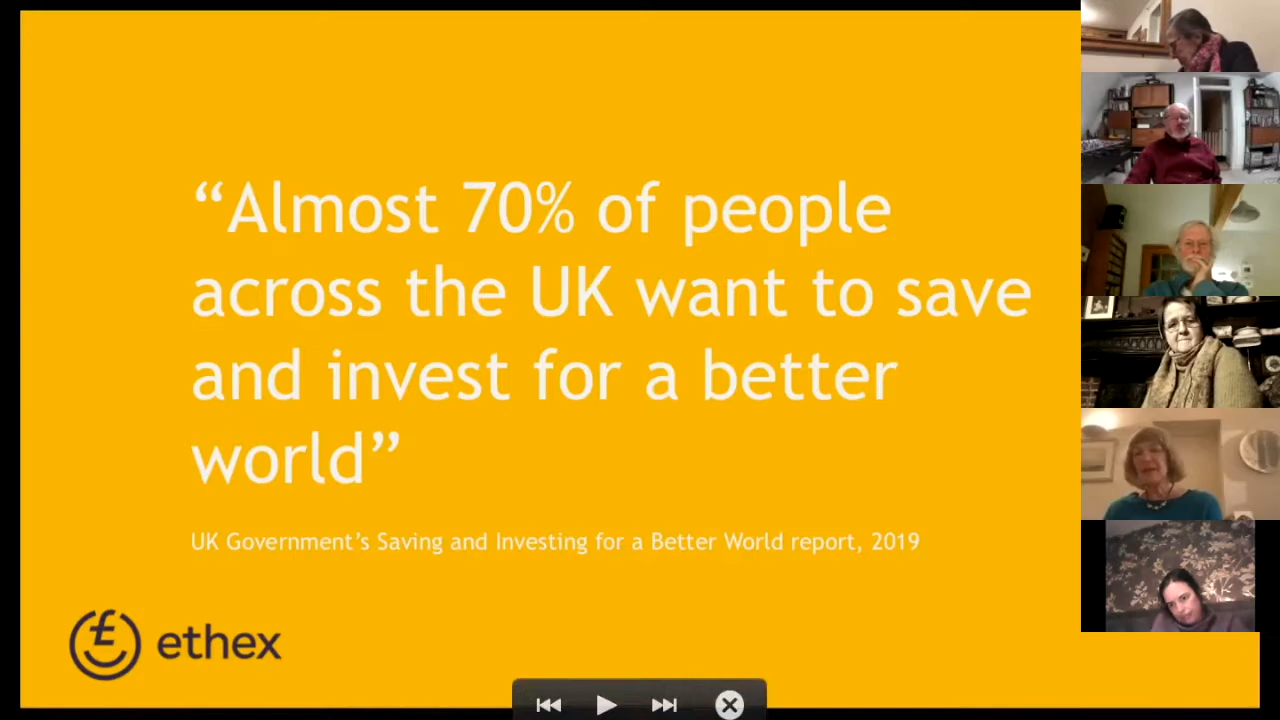 “Almost 70% of people
across the UK want to save
and invest for a better
world”
UK Government’s Saving and Investing for a Better World report, 2019
£ ethex